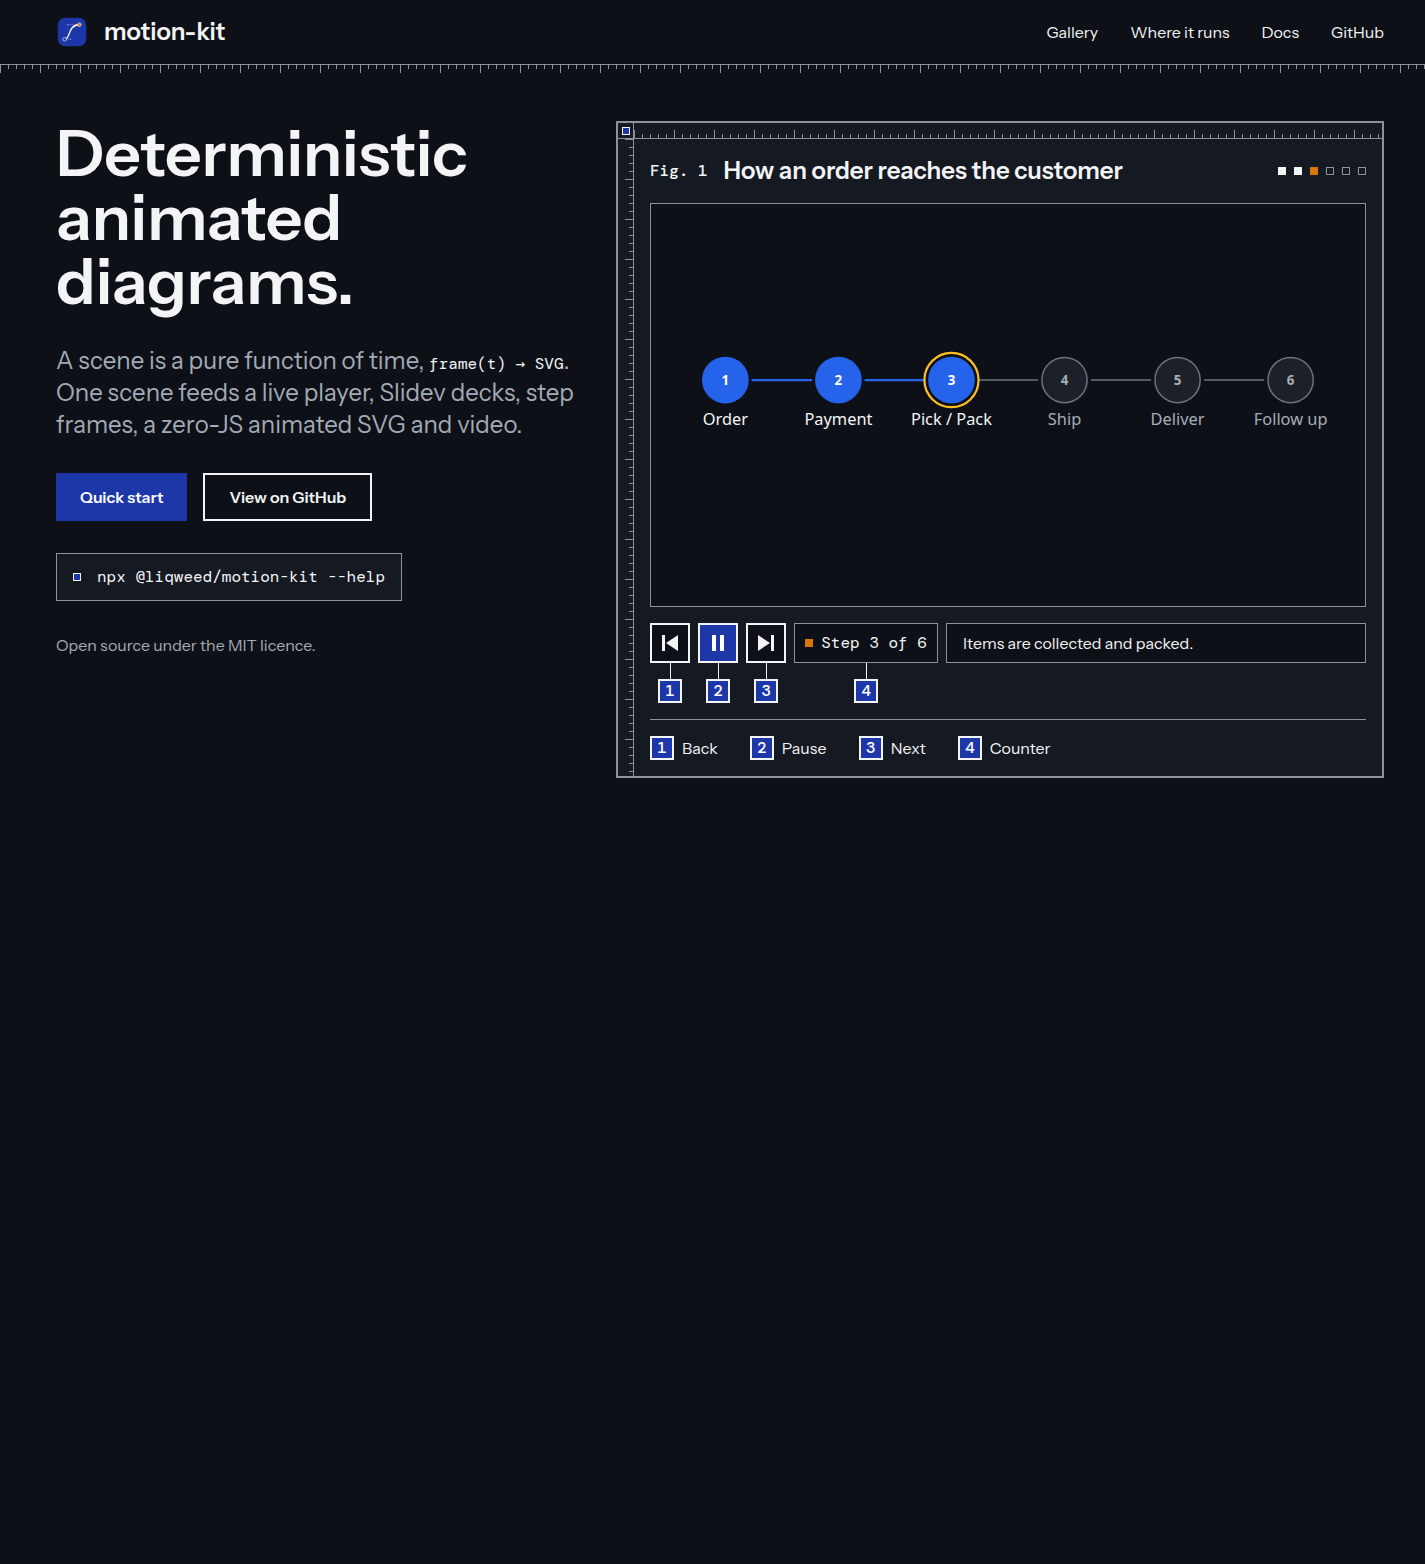 motion-kit
Gallery
Where it runs
Docs
GitHub
Deterministic
animated
diagrams.
A scene is a pure function of time, frame(t) → SVG.
One scene feeds a live player, Slidev decks, step
frames, a zero-JS animated SVG and video.
Quick start
View on GitHub
npx @liqweed/motion-kit --help
Open source under the MIT licence.
Fig. 1 How an order reaches the customer
1
2
3
4
5
6
Order
Payment
Pick / Pack
Ship
Deliver
Follow up
Step 3 of 6
Items are collected and packed.
1
2
3
4
1 Back
2 Pause
3 Next
4 Counter